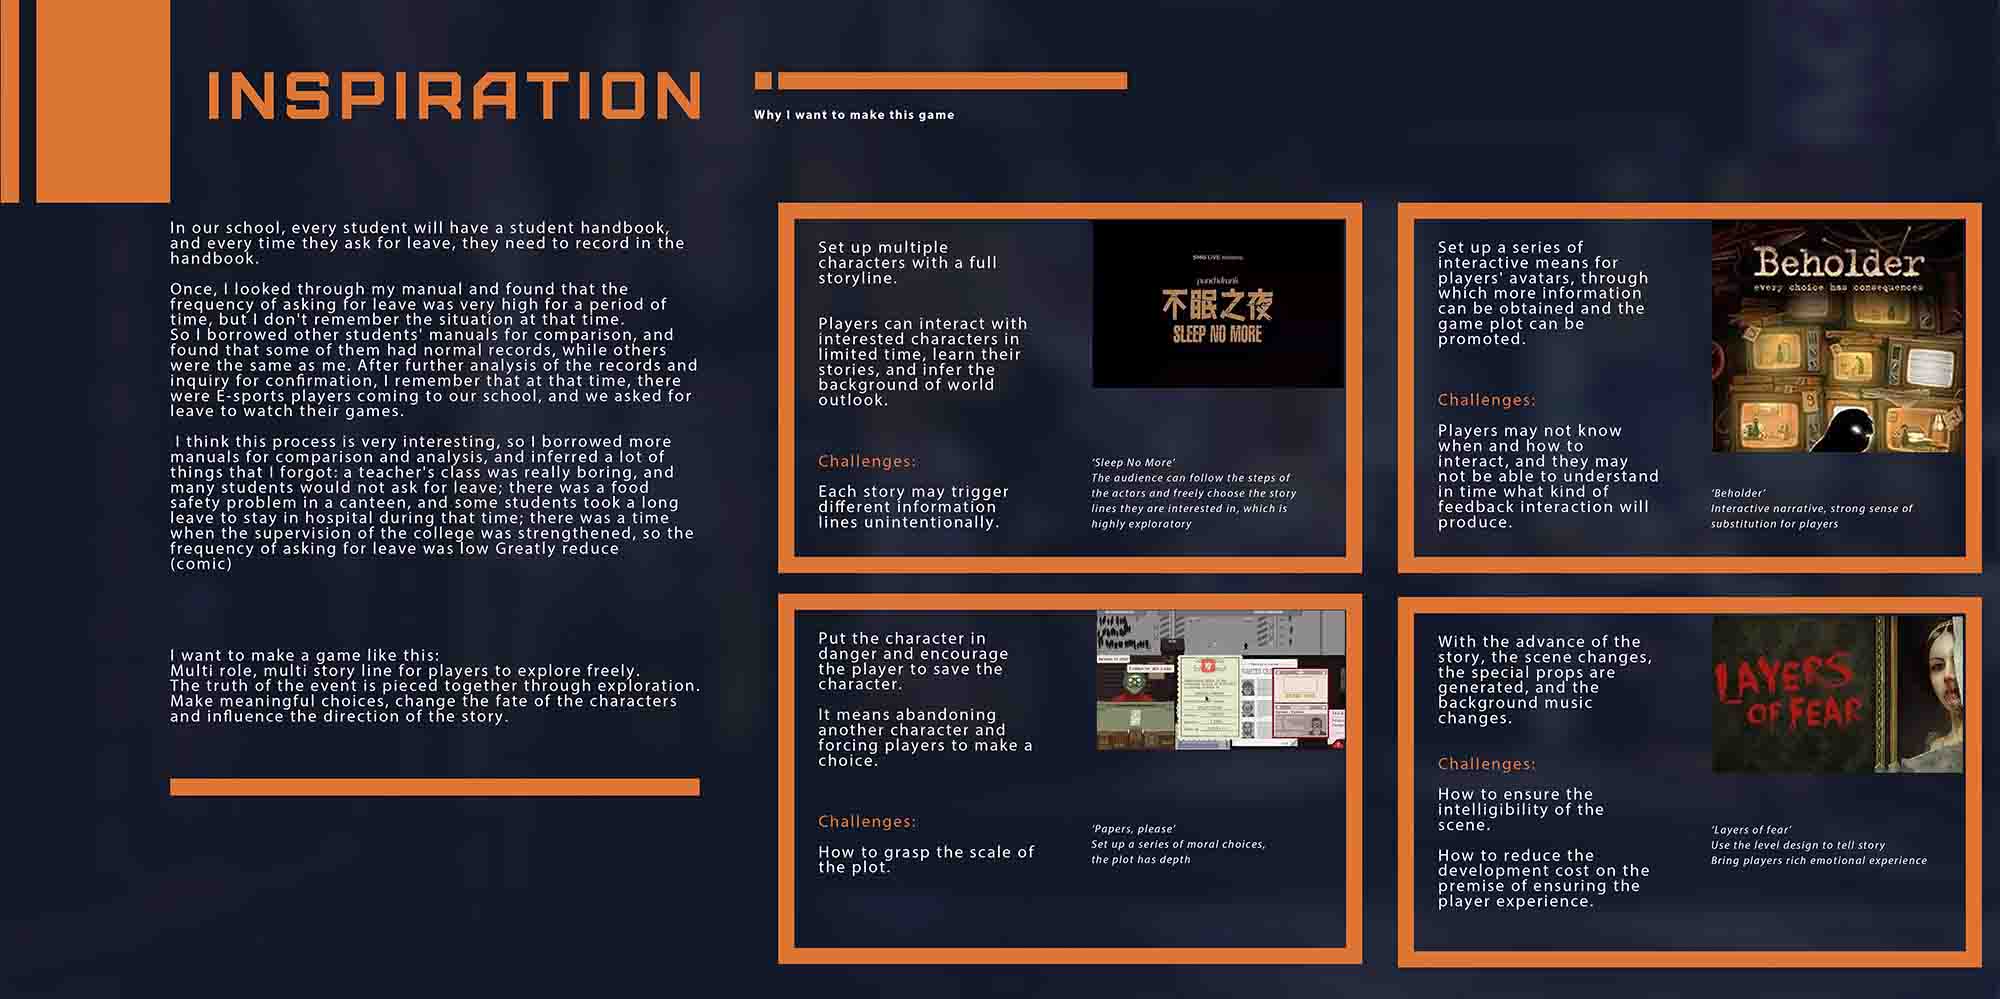 INSPIRATION
Why I want to make this game
In our school, every student will have a student handbook,
and every time they ask for leave, they need to record in the
handbook.
Once, I looked through my manual and found that the
frequency of asking for leave was very high for a period of
time, but I don't remember the situation at that time.
So I borrowed other students' manuals for comparison, and
found that some of them had normal records, while others
were the same as me. After further analysis of the records and
inquiry for confirmation, I remember that at that time, there
were E-sports players coming to our school, and we asked for
leave to watch their games.
I think this process is very interesting, so I borrowed more
manuals for comparison and analysis, and inferred a lot of
things that I forgot: a teacher's class was really boring, and
many students would not ask for leave; there was a food
safety problem in a canteen, and some students took a long
leave to stay in hospital during that time; there was a time
when the supervision of the college was strengthened, so the
frequency of asking for leave was low Greatly reduce
(comic)
I want to make a game like this:
Multi role, multi story line for players to explore freely.
The truth of the event is pieced together through exploration.
Make meaningful choices, change the fate of the characters
and influence the direction of the story.
Set up multiple
characters with a full
storyline.
Players can interact with
interested characters in
limited time, learn their
stories, and infer the
background of world
outlook.
Challenges:
Each story may trigger
different information
lines unintentionally.
SMG LIVE
punchdrunk
不眠之夜
SLEEP NO MORE
'Sleep No More'
The audience can follow the steps of
the actors and freely choose the story
lines they are interested in, which is
highly exploratory
Set up a series of
interactive means for
players' avatars, through
which more information
can be obtained and the
game plot can be
promoted.
Challenges:
Players may not know
when and how to
interact, and they may
not be able to understand
in time what kind of
feedback interaction will
produce.
Beholder
every choice has consequences
'Beholder'
Interactive narrative, strong sense of
substitution for players
Put the character in
danger and encourage
the player to save the
character.
It means abandoning
another character and
forcing players to make a
choice.
Challenges:
How to grasp the scale of
the plot.
'Papers, please'
Set up a series of moral choices,
the plot has depth
With the advance of the
story, the scene changes,
the special props are
generated, and the
background music
changes.
Challenges:
How to ensure the
intelligibility of the
scene.
How to reduce the
development cost on the
premise of ensuring the
player experience.
LAYERS
OF FEAR
'Layers of fear'
Use the level design to tell story
Bring players rich emotional experience